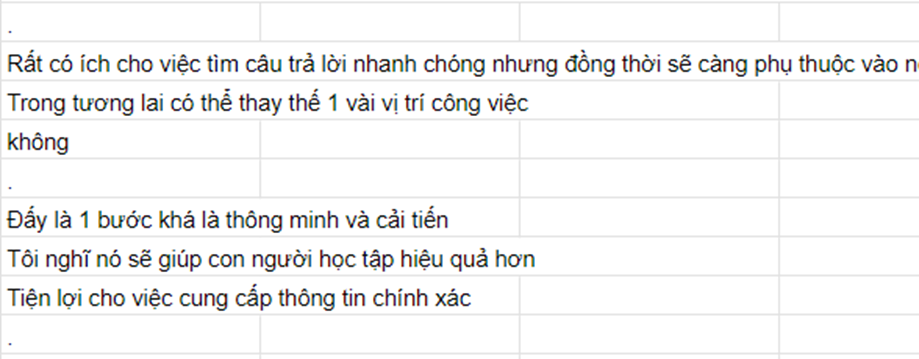 .
Rất có ích cho việc tìm câu trả lời nhanh chóng nhưng đồng thời sẽ càng phụ thuộc vào
Trong tương lai có thể thay thế 1 vài vị trí công việc
không
.
Đấy là 1 bước khá là thông minh và cải tiến
Tôi nghĩ nó sẽ giúp con người học tập hiệu quả hơn
Tiện lợi cho việc cung cấp thông tin chính xác
.